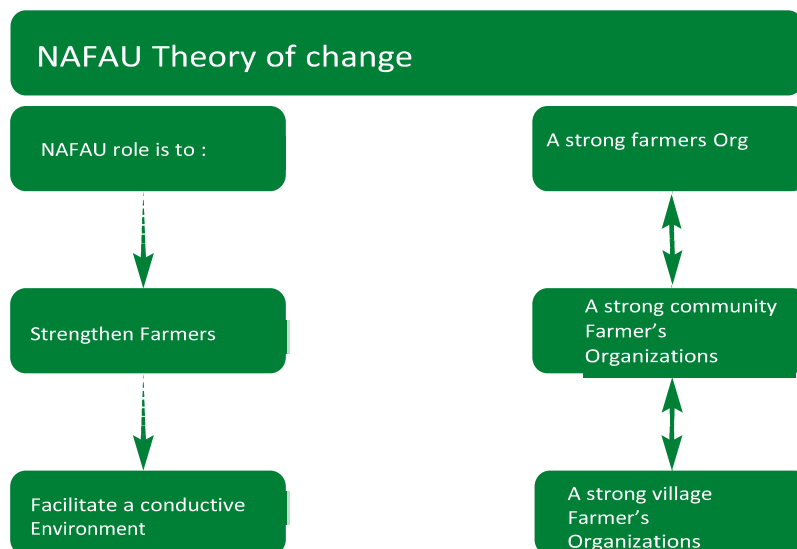 NAFAU Theory of change
NAFAU role is to :
A strong farmers Org
Strengthen Farmers
A strong community
Farmer’s
Organizations
Facilitate a conductive
Environment
A strong village
Farmer’s
Organizations